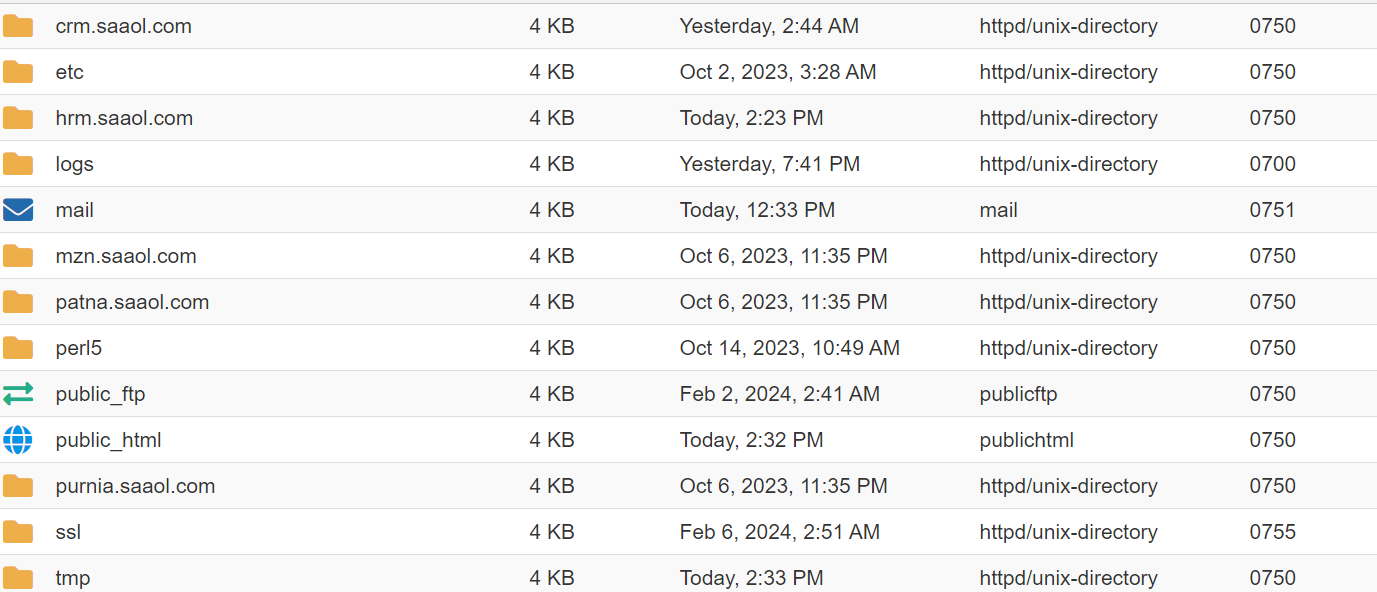 crm.saaol.com 4 KB Yesterday, 2:44 AM httpd/unix-directory 0750
etc 4 KB Oct 2, 2023, 3:28 AM httpd/unix-directory 0750
hrm.saaol.com 4 KB Today, 2:23 PM httpd/unix-directory 0750
logs 4 KB Yesterday, 7:41 PM httpd/unix-directory 0700
mail 4 KB Today, 12:33 PM mail 0751
mzn.saaol.com 4 KB Oct 6, 2023, 11:35 PM httpd/unix-directory 0750
patna.saaol.com 4 KB Oct 6, 2023, 11:35 PM httpd/unix-directory 0750
perl5 4 KB Oct 14, 2023, 10:49 AM httpd/unix-directory 0750
public_ftp 4 KB Feb 2, 2024, 2:41 AM publicftp 0750
public_html 4 KB Today, 2:32 PM publichtml 0750
purnia.saaol.com 4 KB Oct 6, 2023, 11:35 PM httpd/unix-directory 0750
ssl 4 KB Feb 6, 2024, 2:51 AM httpd/unix-directory 0755
tmp 4 KB Today, 2:33 PM httpd/unix-directory 0750